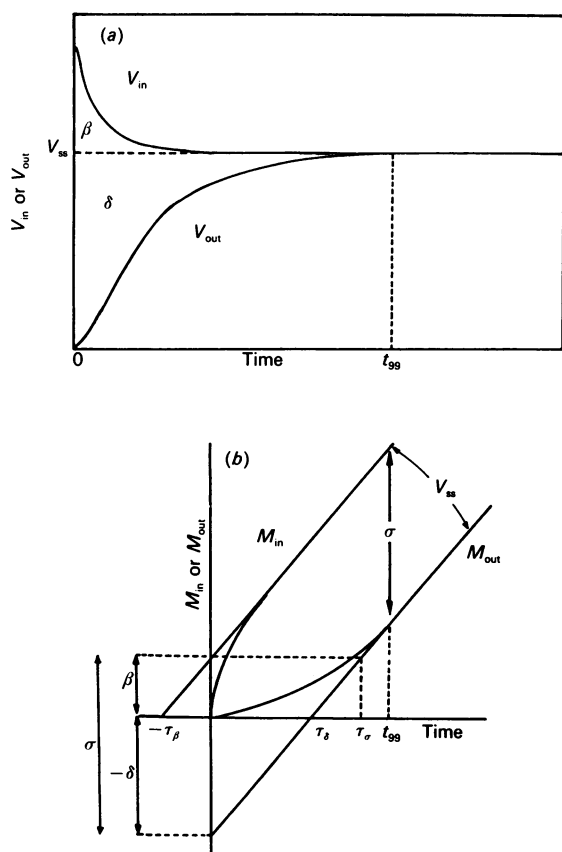 (a)
V_in
β
V_ss
δ
V_out
V_in or V_out
0
Time
t_99
(b)
V_ss
M_in
σ
M_out
M_in or M_out
β
σ
−τ_β
τ_δ
τ_σ
t_99
Time
−δ